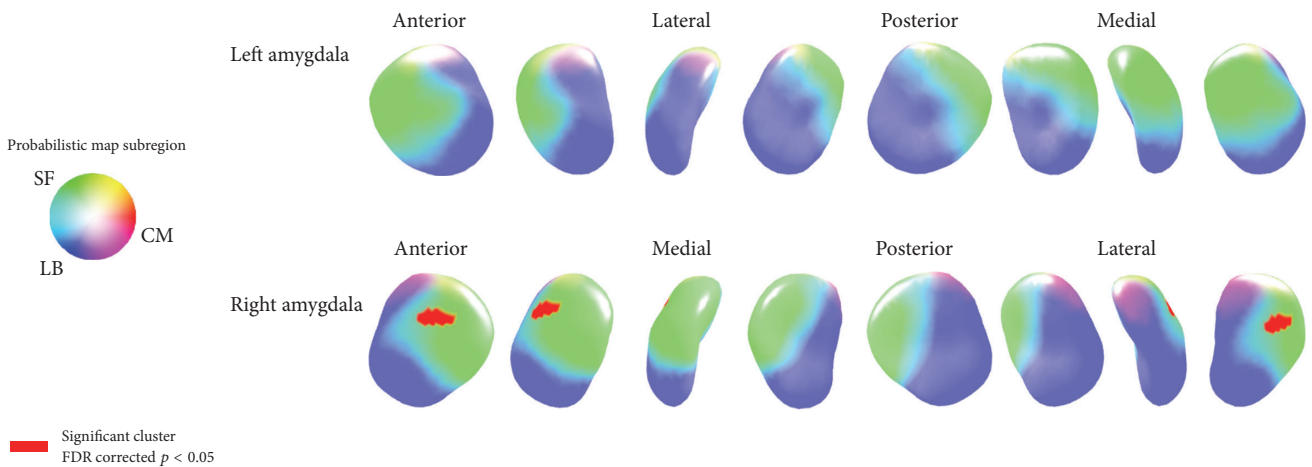 Anterior
Lateral
Posterior
Medial
Left amygdala
Probabilistic map subregion
SF
CM
LB
Anterior
Medial
Posterior
Lateral
Right amygdala
Significant cluster
FDR corrected p < 0.05